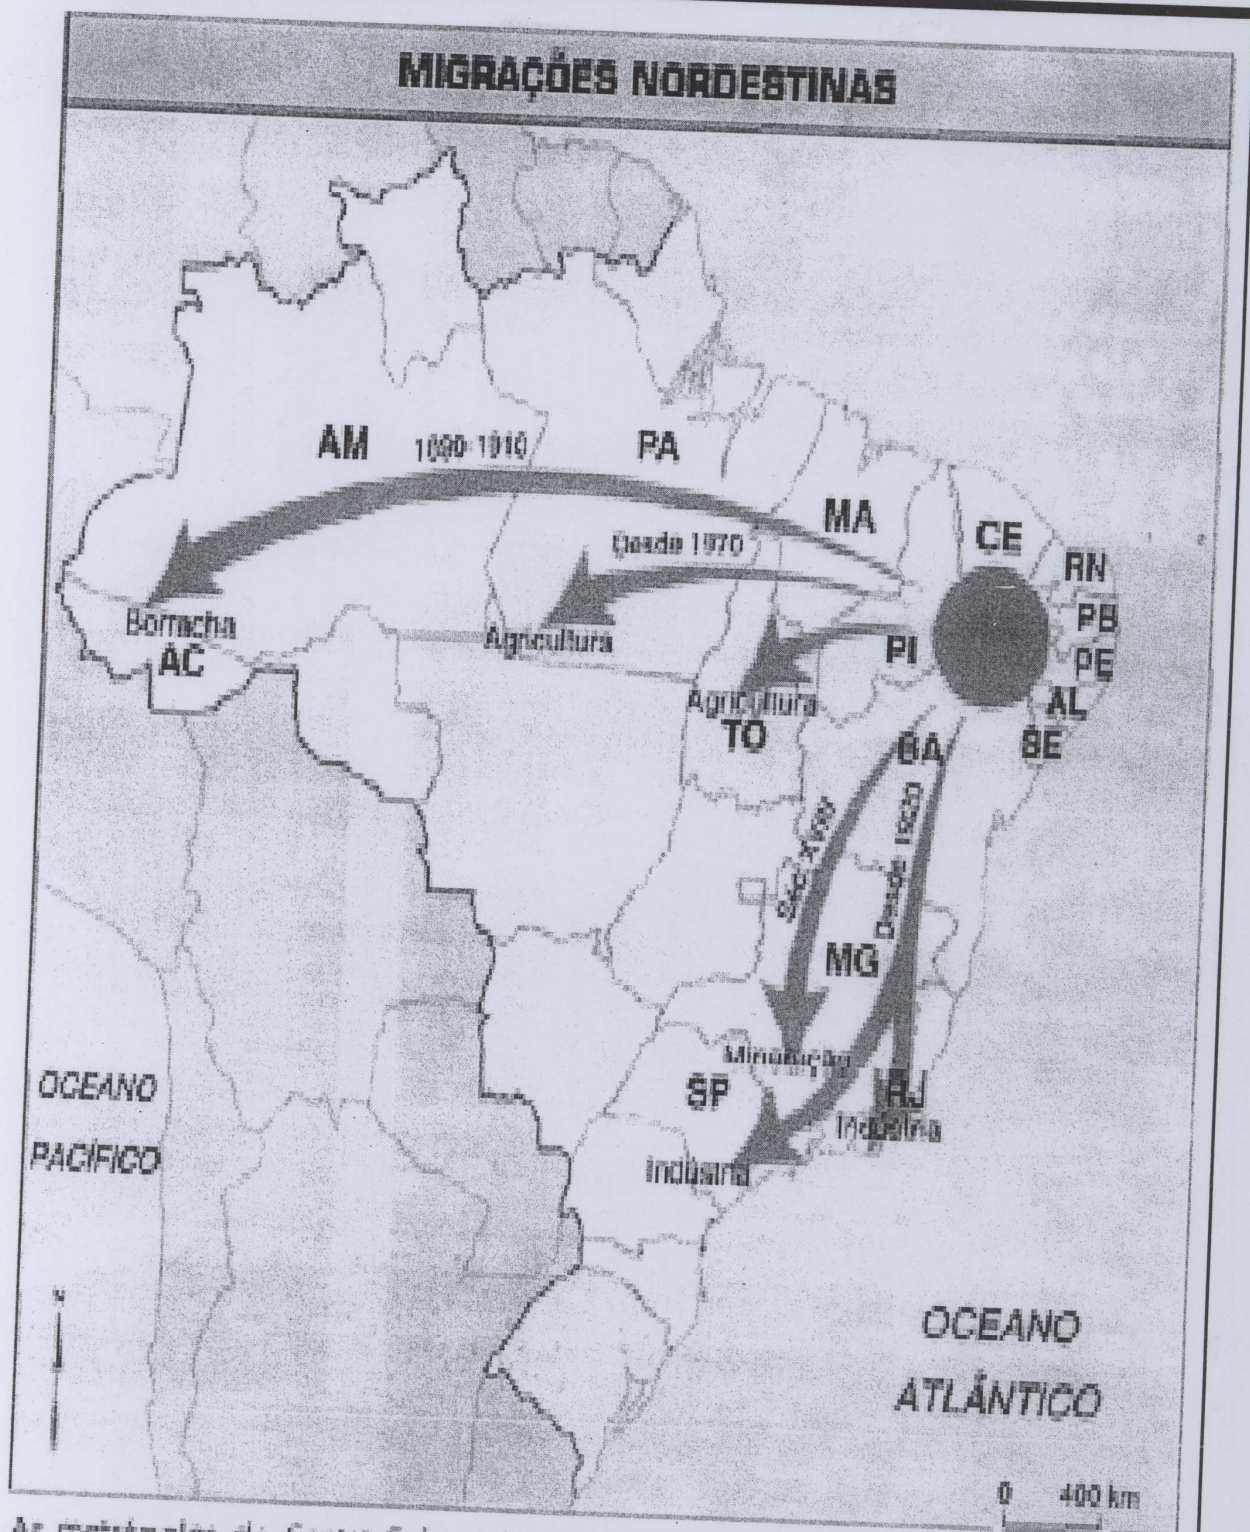 MIGRAÇÕES NORDESTINAS
AM
PA
MA
CE
RN
Desde 1970
PB
Borracha
AC
Agricultura
PI
PE
Agricultura
TO
AL
BA
SE
MG
Desde
Mineração
SP
RJ
Indústria
Indústria
OCEANO
PACÍFICO
N
OCEANO
ATLÂNTICO
0 400 km